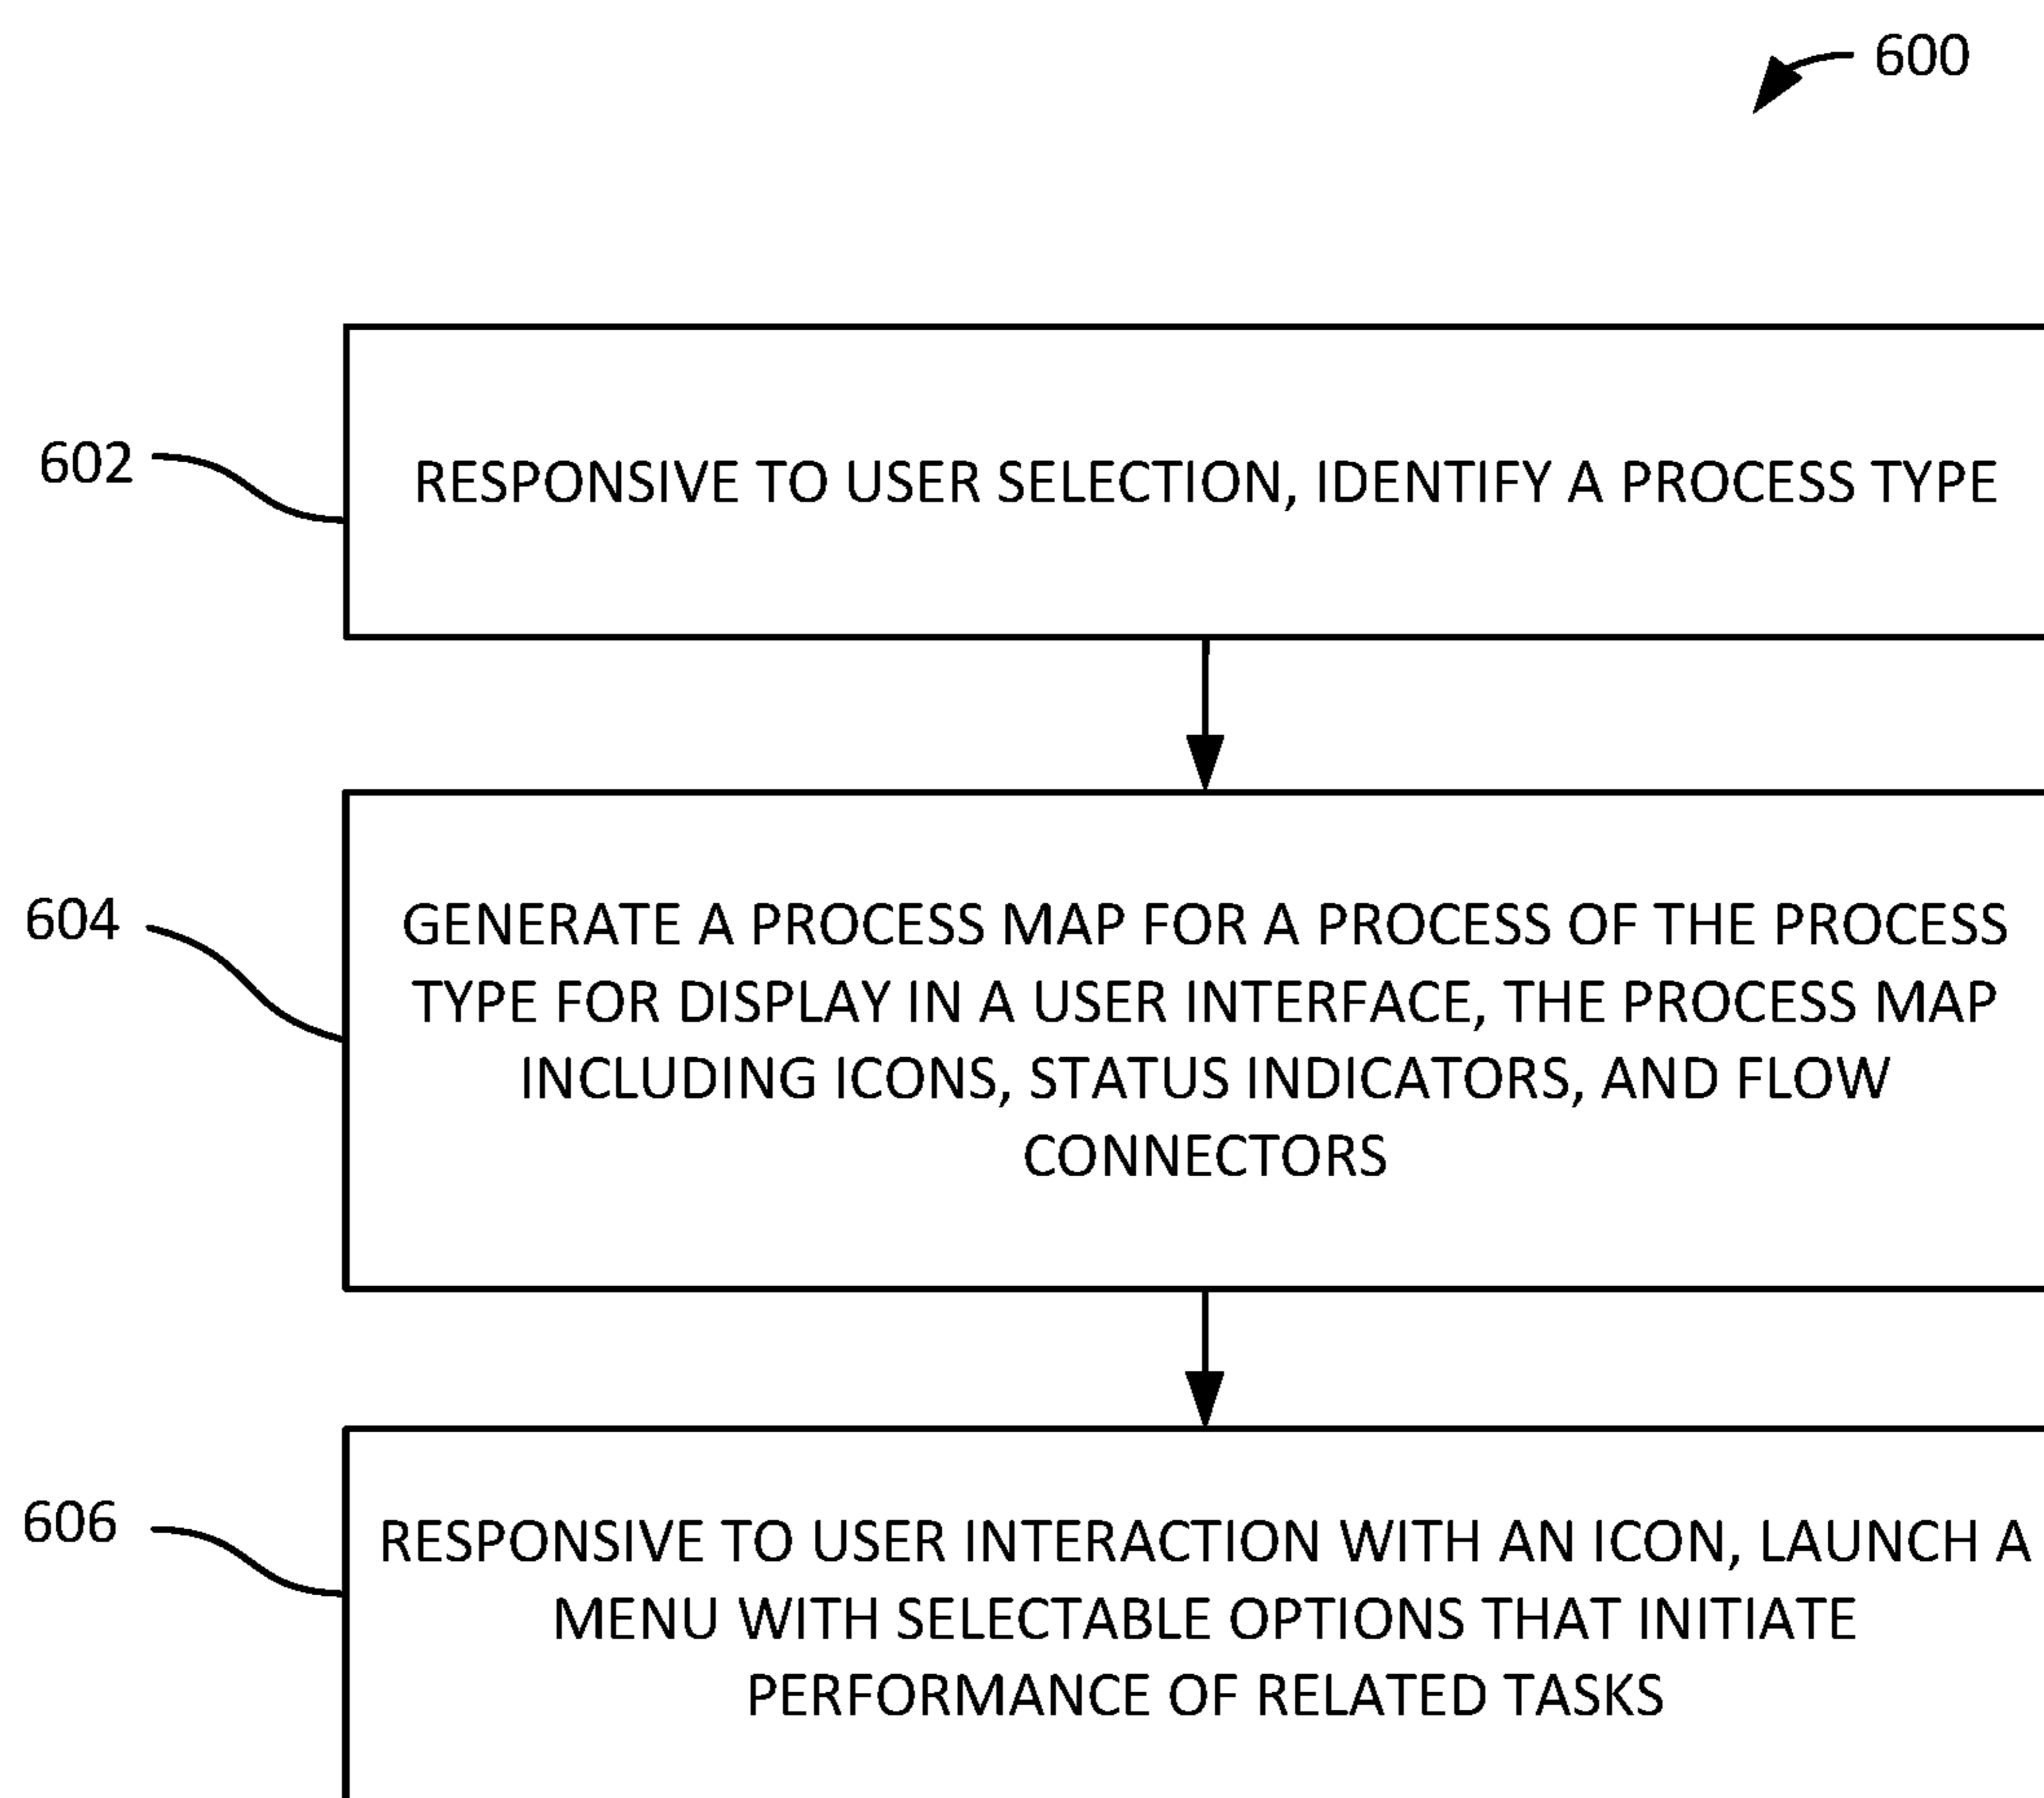 600
602
RESPONSIVE TO USER SELECTION, IDENTIFY A PROCESS TYPE
604
GENERATE A PROCESS MAP FOR A PROCESS OF THE PROCESS
TYPE FOR DISPLAY IN A USER INTERFACE, THE PROCESS MAP
INCLUDING ICONS, STATUS INDICATORS, AND FLOW
CONNECTORS
606
RESPONSIVE TO USER INTERACTION WITH AN ICON, LAUNCH A
MENU WITH SELECTABLE OPTIONS THAT INITIATE
PERFORMANCE OF RELATED TASKS